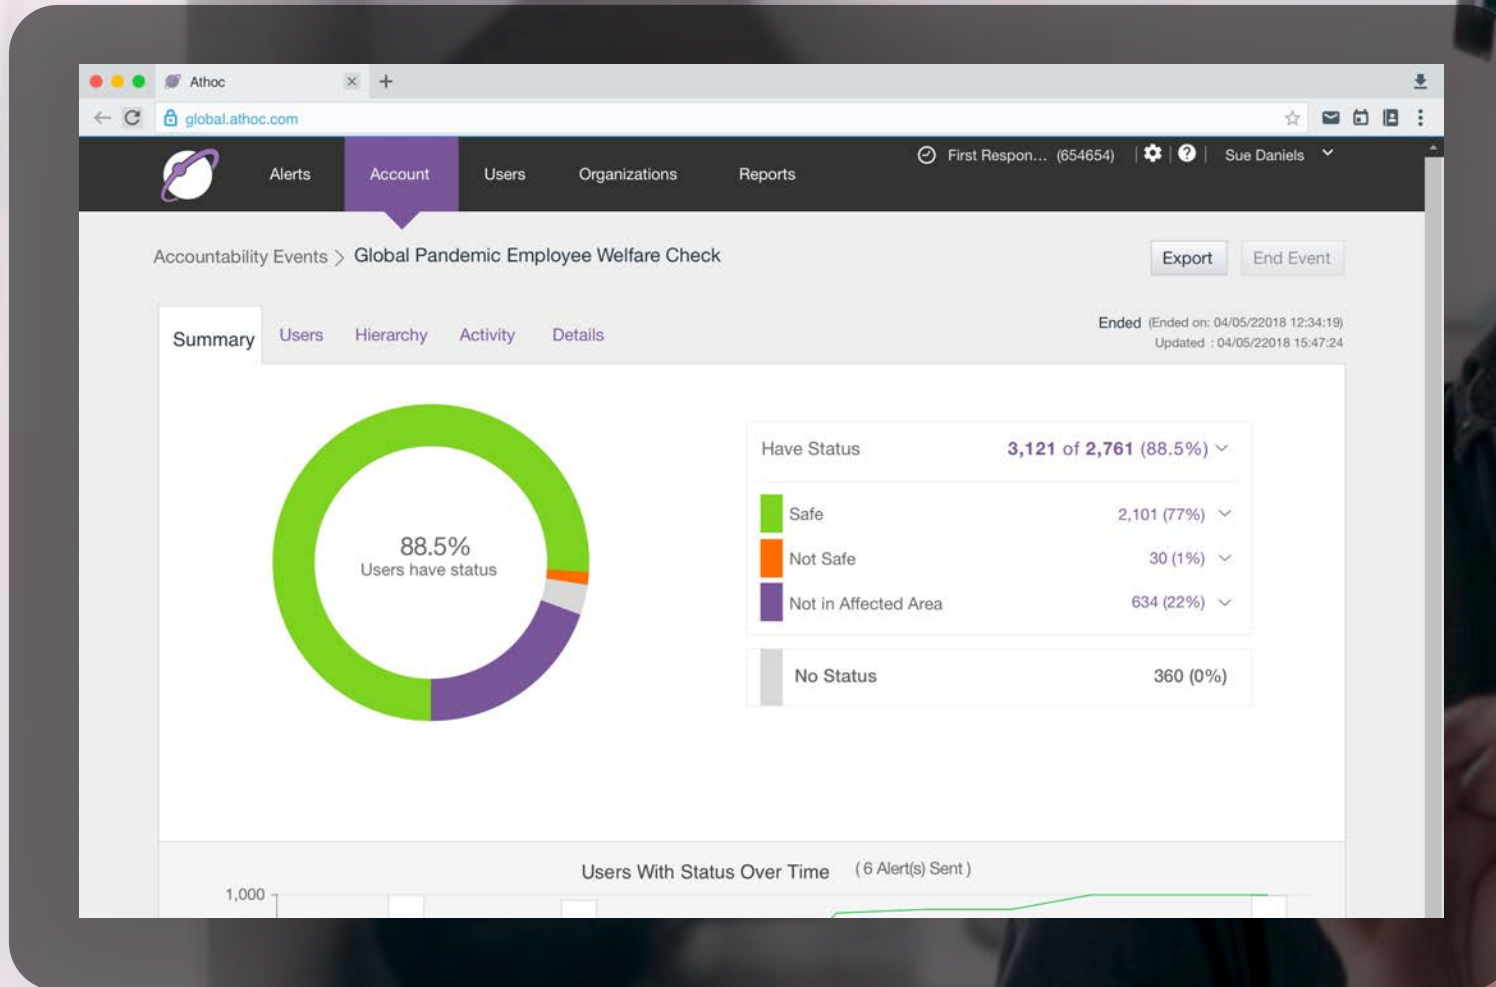 Athoc
global.athoc.com
Alerts Account Users Organizations Reports First Respon... (654654) Sue Daniels
Accountability Events > Global Pandemic Employee Welfare Check Export End Event
Summary Users Hierarchy Activity Details
Ended (Ended on: 04/05/22018 12:34:19)
Updated : 04/05/22018 15:47:24
88.5%
Users have status
Have Status 3,121 of 2,761 (88.5%)
Safe 2,101 (77%)
Not Safe 30 (1%)
Not in Affected Area 634 (22%)
No Status 360 (0%)
Users With Status Over Time ( 6 Alert(s) Sent )
1,000